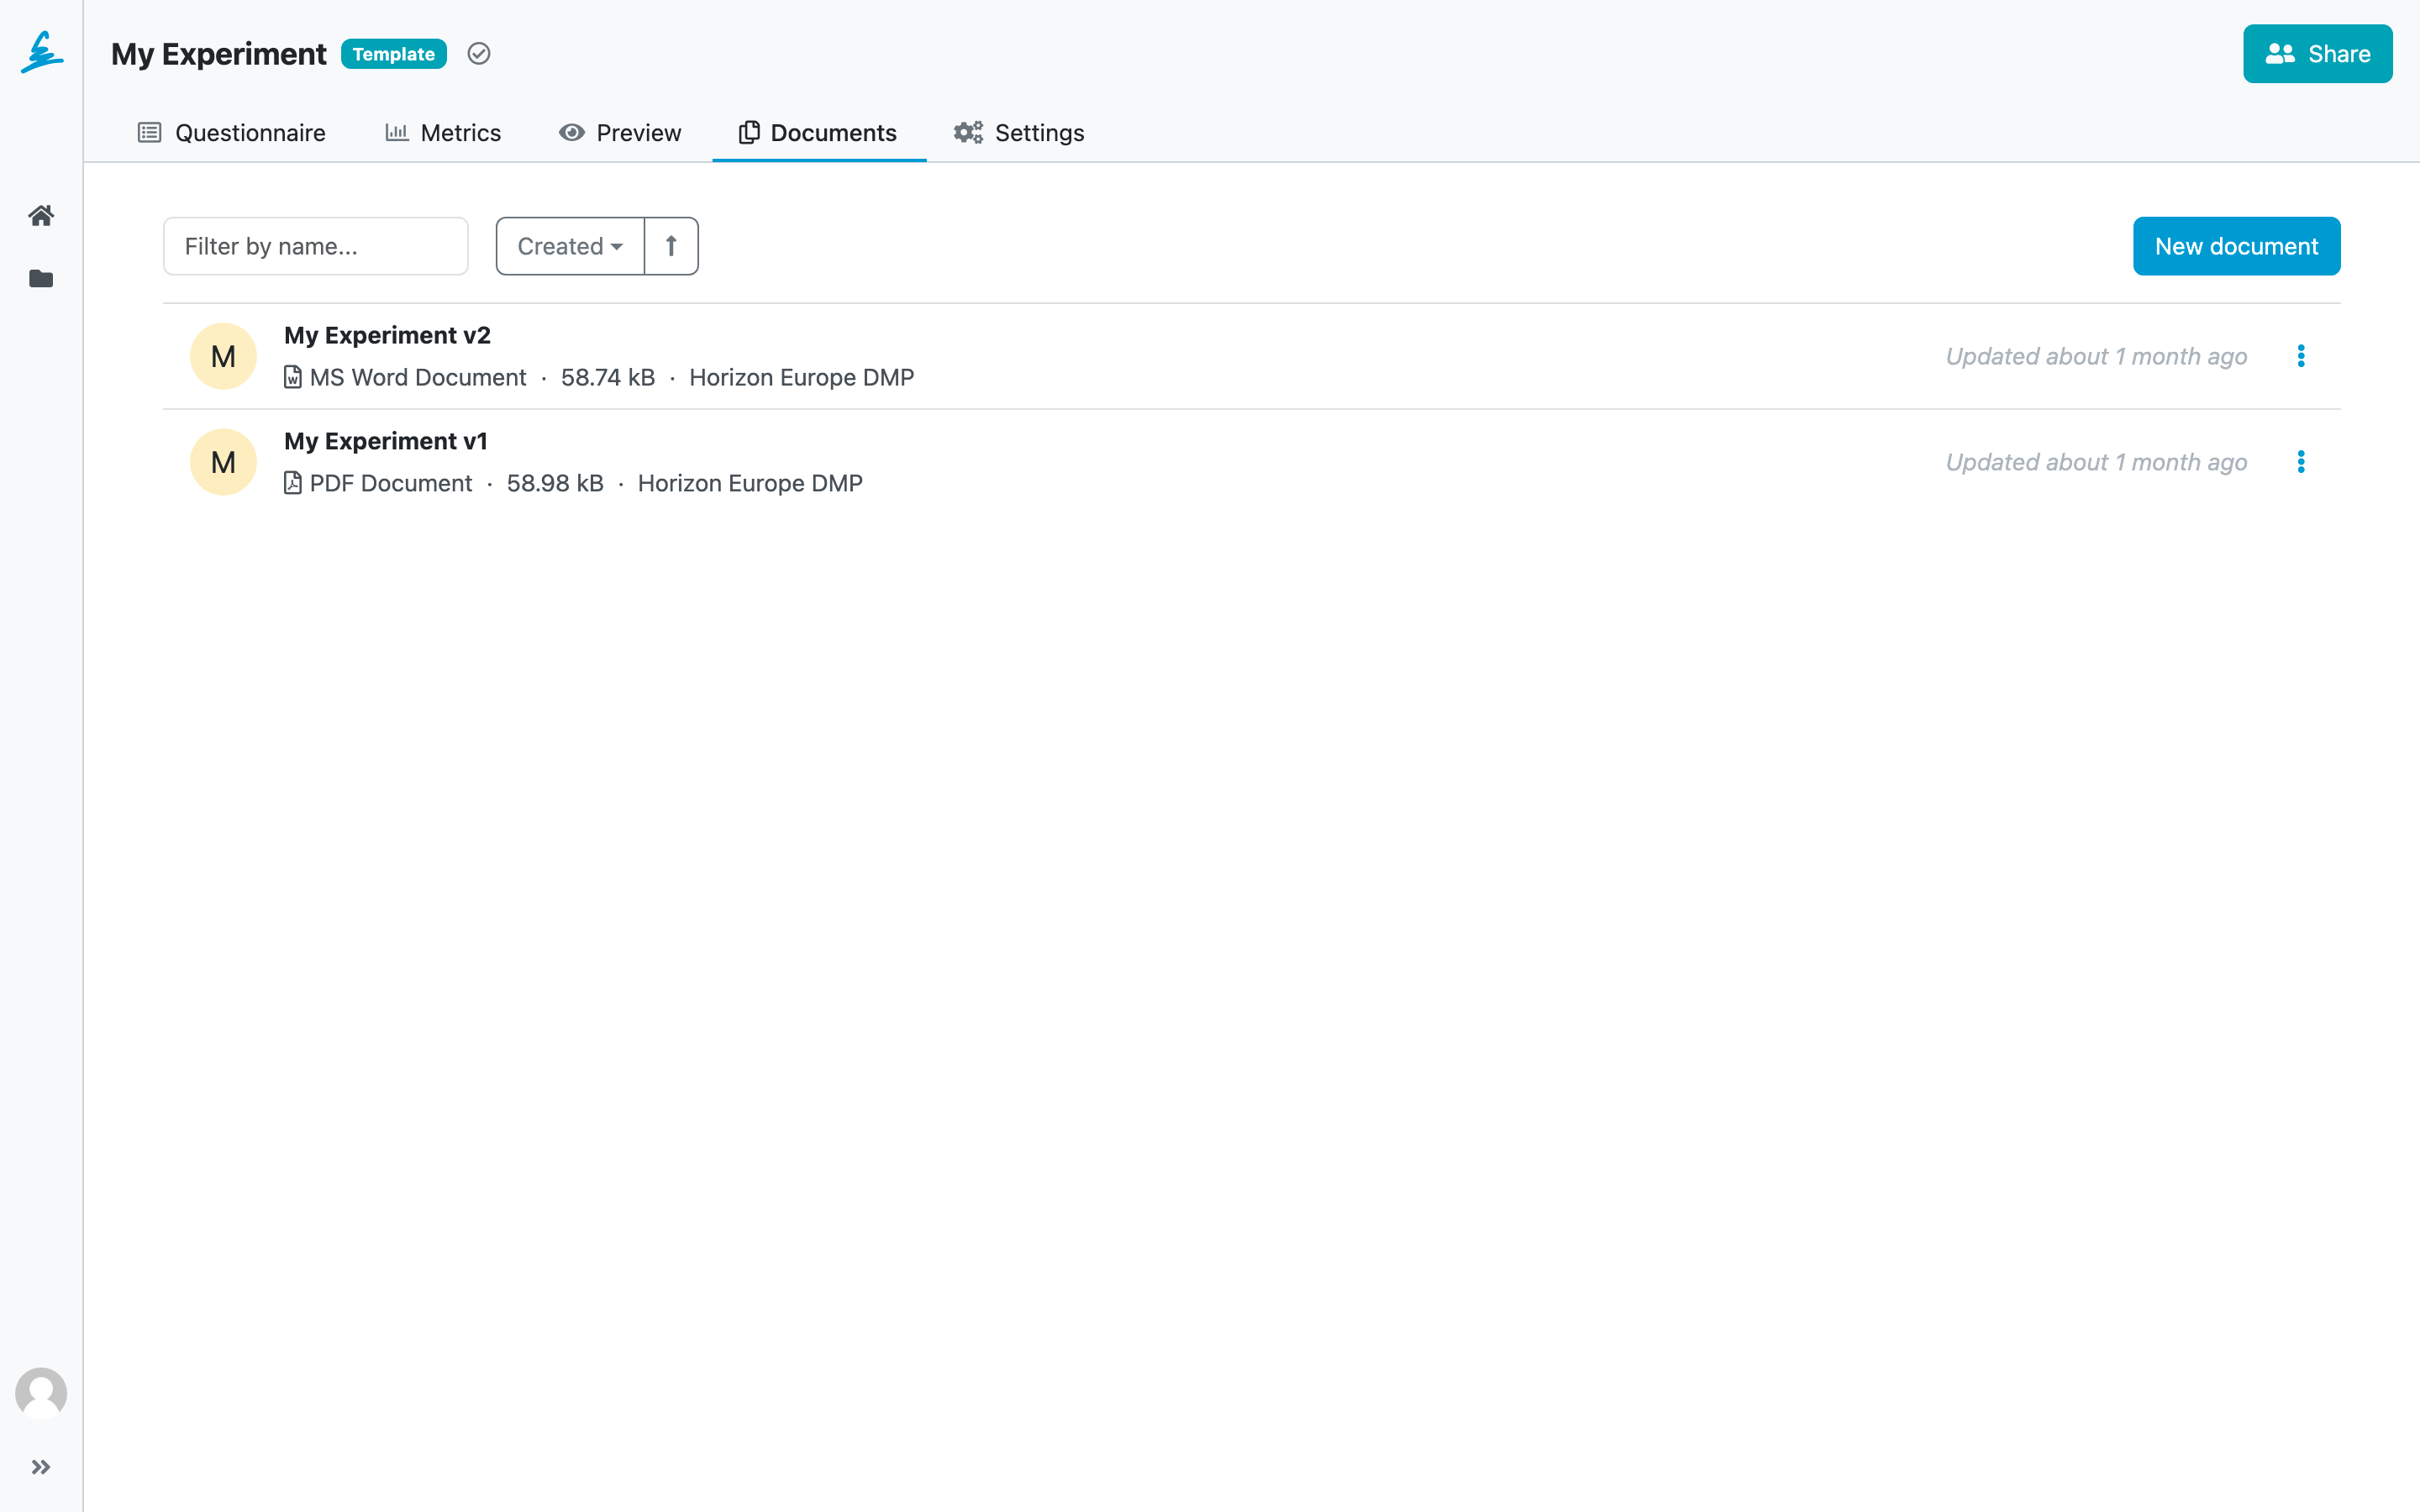 My Experiment Template
Share
Questionnaire Metrics Preview Documents Settings
Filter by name... Created New document
M My Experiment v2
MS Word Document · 58.74 kB · Horizon Europe DMP Updated about 1 month ago
M My Experiment v1
PDF Document · 58.98 kB · Horizon Europe DMP Updated about 1 month ago